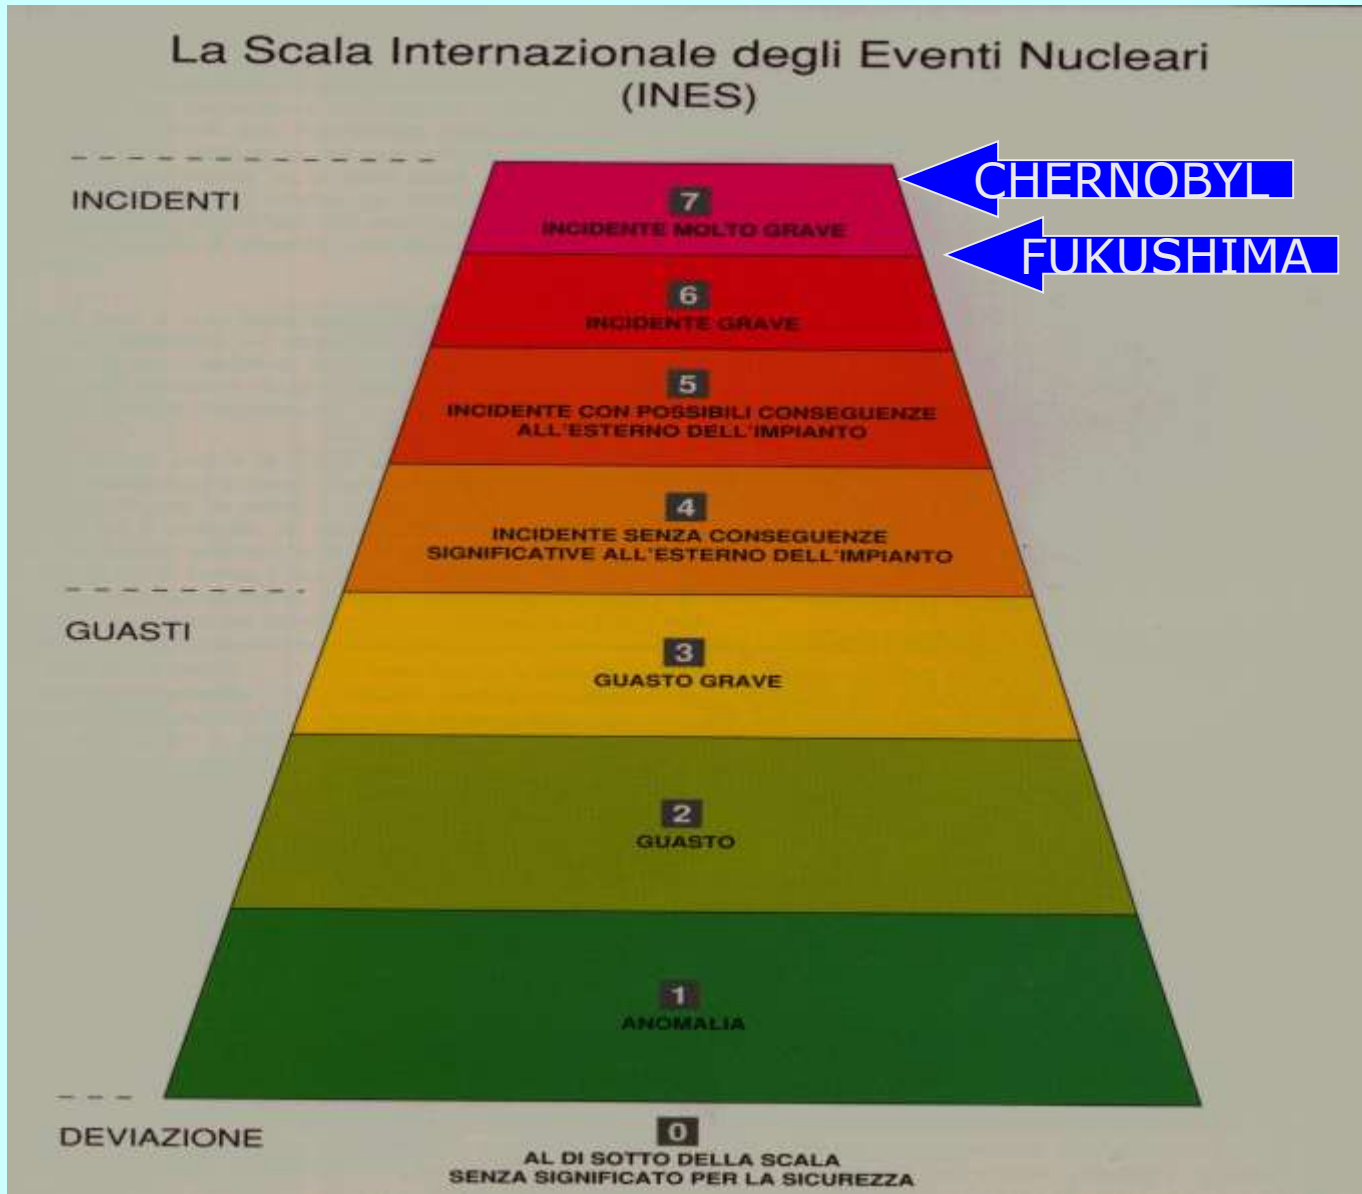 La Scala Internazionale degli Eventi Nucleari
(INES)
CHERNOBYL
INCIDENTI
7
INCIDENTE MOLTO GRAVE
FUKUSHIMA
6
INCIDENTE GRAVE
5
INCIDENTE CON POSSIBILI CONSEGUENZE
ALL'ESTERNO DELL'IMPIANTO
4
INCIDENTE SENZA CONSEGUENZE
SIGNIFICATIVE ALL'ESTERNO DELL'IMPIANTO
GUASTI
3
GUASTO GRAVE
2
GUASTO
1
ANOMALIA
DEVIAZIONE
0
AL DI SOTTO DELLA SCALA
SENZA SIGNIFICATO PER LA SICUREZZA